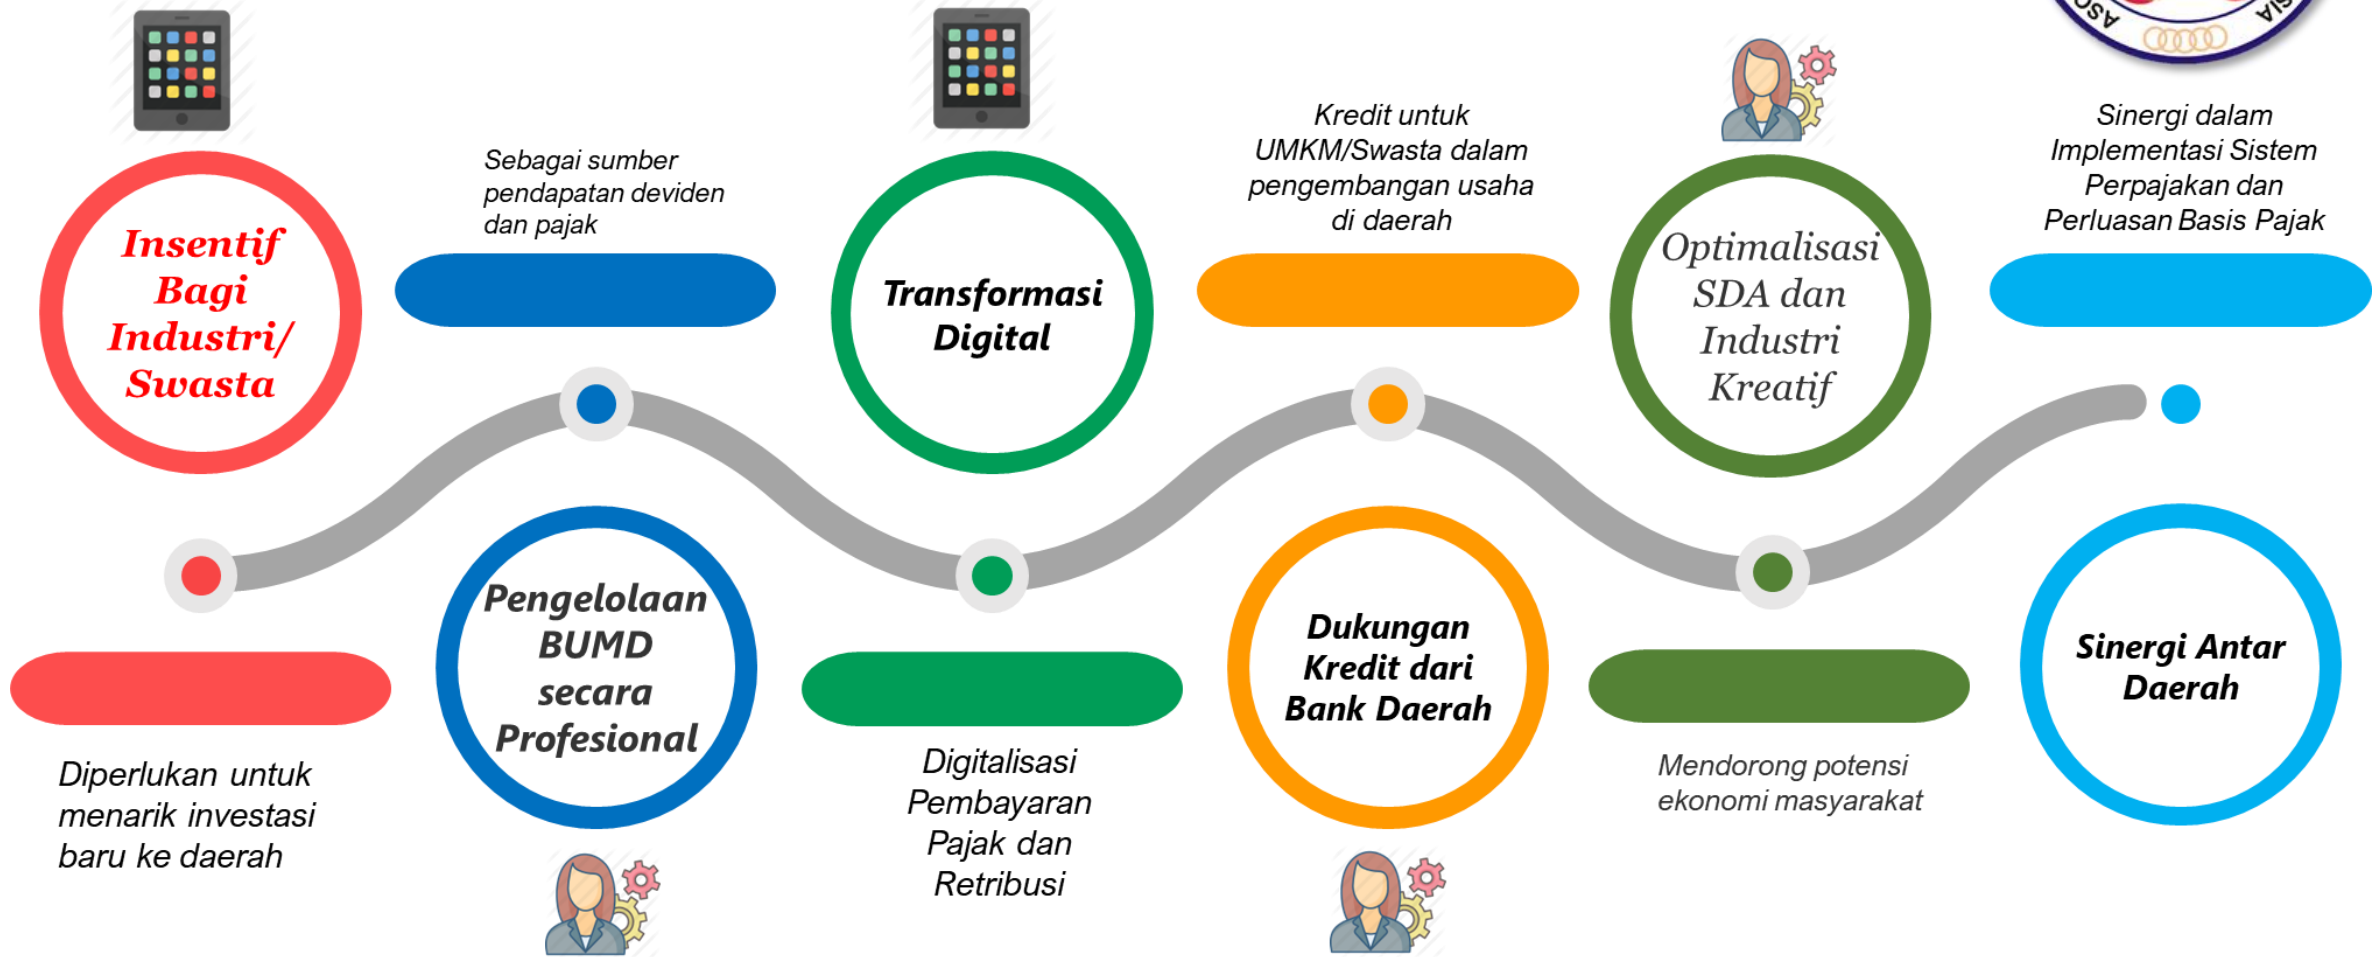 Insentif
Bagi
Industri/
Swasta
Diperlukan untuk
menarik investasi
baru ke daerah
Sebagai sumber
pendapatan deviden
dan pajak
Pengelolaan
BUMD
secara
Profesional
Transformasi
Digital
Digitalisasi
Pembayaran
Pajak dan
Retribusi
Kredit untuk
UMKM/Swasta dalam
pengembangan usaha
di daerah
Dukungan
Kredit dari
Bank Daerah
Optimalisasi
SDA dan
Industri
Kreatif
Mendorong potensi
ekonomi masyarakat
Sinergi dalam
Implementasi Sistem
Perpajakan dan
Perluasan Basis Pajak
Sinergi Antar
Daerah